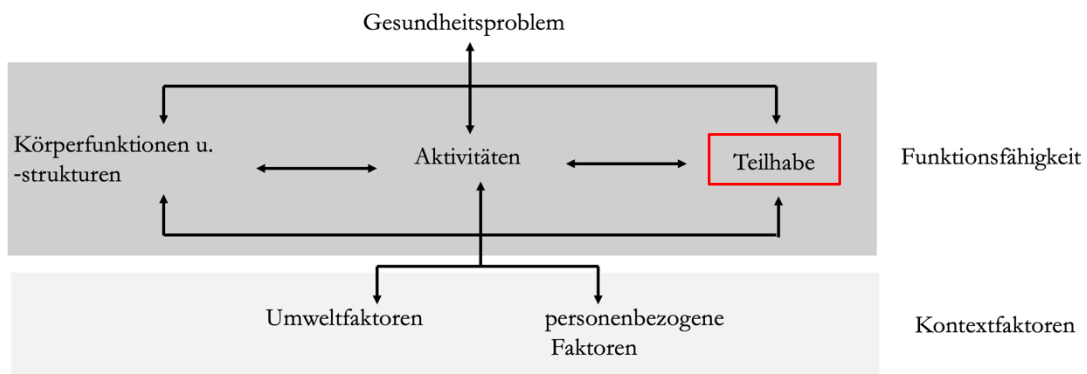 Gesundheitsproblem
Körperfunktionen u.
-strukturen
Aktivitäten
Teilhabe
Funktionsfähigkeit
Umweltfaktoren
personenbezogene
Faktoren
Kontextfaktoren